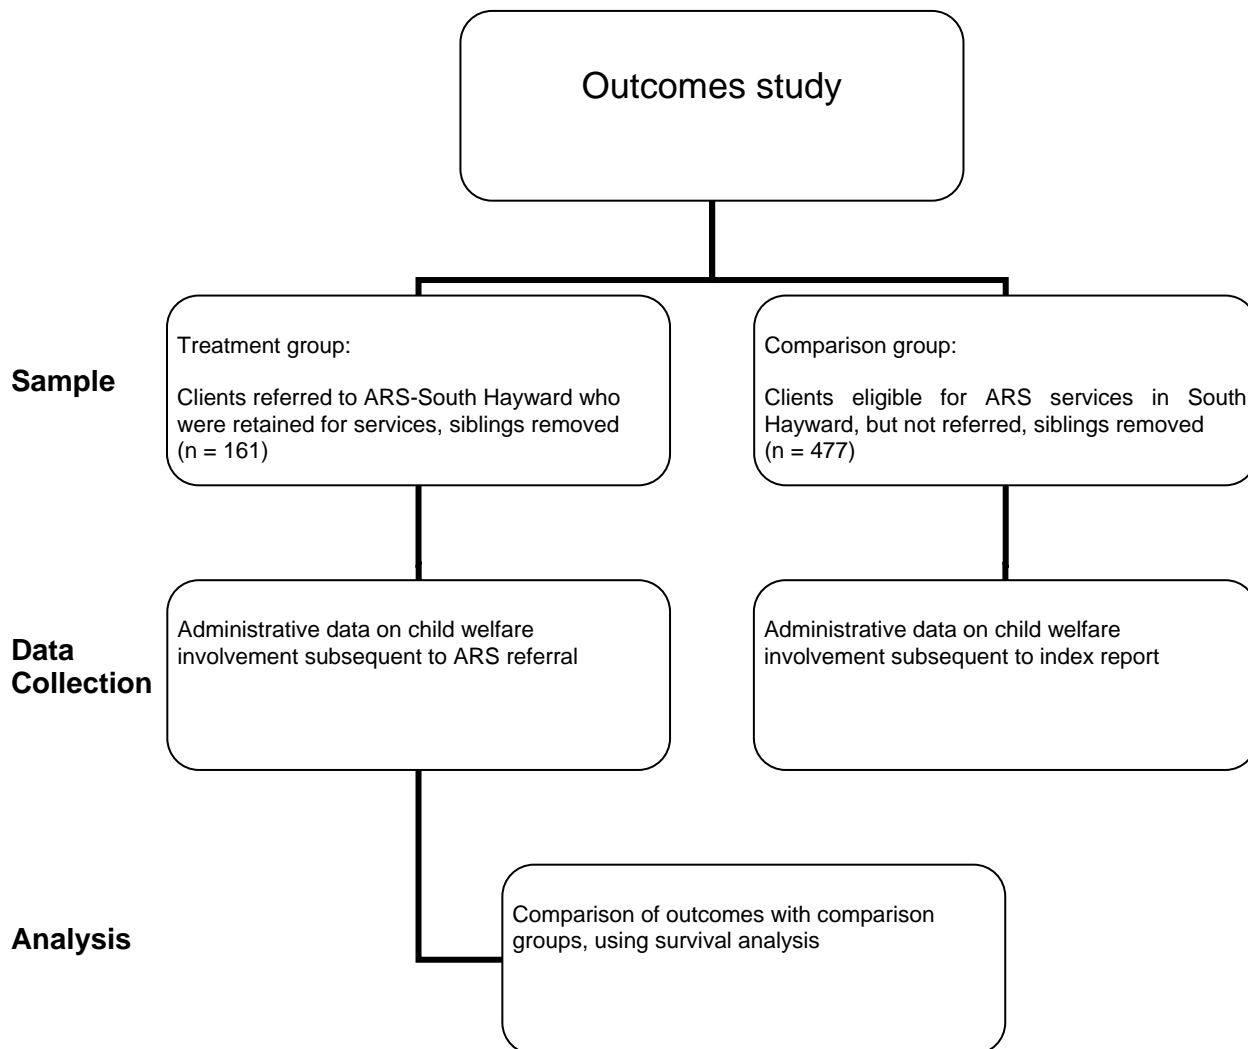 Outcomes study
Sample
Treatment group:
Clients referred to ARS-South Hayward who
were retained for services, siblings removed
(n = 161)
Comparison group:
Clients eligible for ARS services in South
Hayward, but not referred, siblings removed
(n = 477)
Data
Collection
Administrative data on child welfare
involvement subsequent to ARS referral
Administrative data on child welfare
involvement subsequent to index report
Analysis
Comparison of outcomes with comparison
groups, using survival analysis